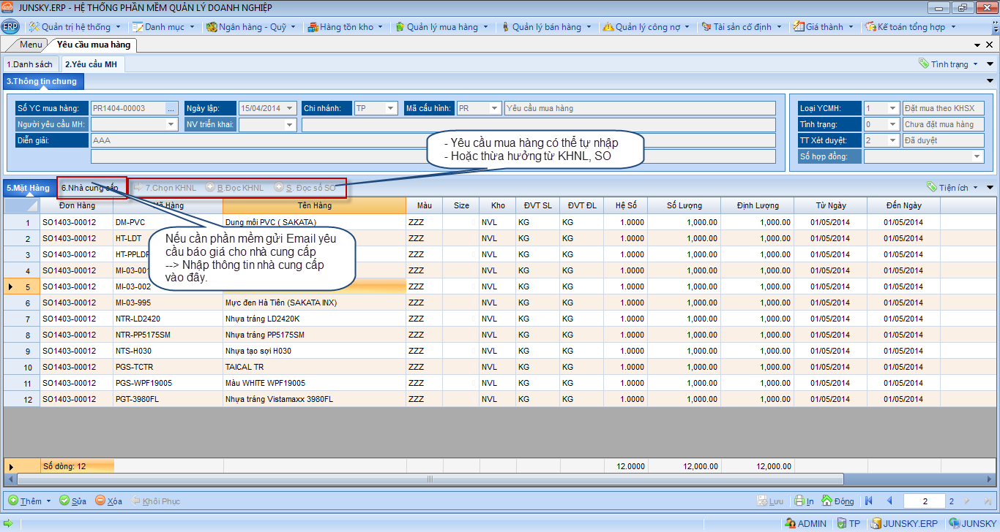 JUNSKY.ERP - HỆ THỐNG PHẦN MỀM QUẢN LÝ DOANH NGHIỆP
ERP Quản trị hệ thống Danh mục Ngân hàng - Quỹ Hàng tồn kho Quản lý mua hàng Quản lý bán hàng Quản lý công nợ Tài sản cố định Giá thành Kế toán tổng hợp
Menu Yêu cầu mua hàng
1.Danh sách 2.Yêu cầu MH Tình trạng
3.Thông tin chung
Số YC mua hàng: PR1404-00003 ... Ngày lập: 15/04/2014 Chi nhánh: TP Mã cấu hình: PR Yêu cầu mua hàng Loại YCMH: 1 Đặt mua theo KHSX
Người yêu cầu MH: NV triển khai: Tình trạng: 0 Chưa đặt mua hàng
Diễn giải: AAA TT Xét duyệt: 2 Đã duyệt
Số hợp đồng:
- Yêu cầu mua hàng có thể tự nhập
- Hoặc thừa hưởng từ KHNL, SO
5.Mặt Hàng 6.Nhà cung cấp 7.Chọn KHNL B.Đọc KHNL S. Đọc số SO Tiện ích
Đơn Hàng Mã Hàng Tên Hàng Màu Size Kho ĐVT SL ĐVT ĐL Hệ Số Số Lượng Định Lượng Từ Ngày Đến Ngày
1 SO1403-00012 DM-PVC Dung môi PVC ( SAKATA) ZZZ NVL KG KG 1.0000 1,000.00 1,000.00 01/05/2014 01/05/2014
2 SO1403-00012 HT-LDT ZZZ NVL KG KG 1.0000 1,000.00 1,000.00 01/05/2014 01/05/2014
3 SO1403-00012 HT-PPLDP ZZZ NVL KG KG 1.0000 1,000.00 1,000.00 01/05/2014 01/05/2014
4 SO1403-00012 MI-03-001 ZZZ NVL KG KG 1.0000 1,000.00 1,000.00 01/05/2014 01/05/2014
5 SO1403-00012 MI-03-002 ZZZ NVL KG KG 1.0000 1,000.00 1,000.00 01/05/2014 01/05/2014
6 SO1403-00012 MI-03-995 Mực đen Hà Tiên (SAKATA INX) ZZZ NVL KG KG 1.0000 1,000.00 1,000.00 01/05/2014 01/05/2014
7 SO1403-00012 NTR-LD2420 Nhựa tráng LD2420K ZZZ NVL KG KG 1.0000 1,000.00 1,000.00 01/05/2014 01/05/2014
8 SO1403-00012 NTR-PP5175SM Nhựa tráng PP5175SM ZZZ NVL KG KG 1.0000 1,000.00 1,000.00 01/05/2014 01/05/2014
9 SO1403-00012 NTS-H030 Nhựa tạo sợi H030 ZZZ NVL KG KG 1.0000 1,000.00 1,000.00 01/05/2014 01/05/2014
10 SO1403-00012 PGS-TCTR TAICAL TR ZZZ NVL KG KG 1.0000 1,000.00 1,000.00 01/05/2014 01/05/2014
11 SO1403-00012 PGS-WPF19005 Màu WHITE WPF19005 ZZZ NVL KG KG 1.0000 1,000.00 1,000.00 01/05/2014 01/05/2014
12 SO1403-00012 PGT-3980FL Nhựa tráng Vistamaxx 3980FL ZZZ NVL KG KG 1.0000 1,000.00 1,000.00 01/05/2014 01/05/2014
Nếu cần phần mềm gửi Email yêu
cầu báo giá cho nhà cung cấp
--> Nhập thông tin nhà cung cấp
vào đây.
Số dòng: 12 12.0000 12,000.00 12,000.00
Thêm Sửa Xóa Khôi Phục Lưu In Đóng 2 2
ADMIN TP JUNSKY.ERP JUNSKY